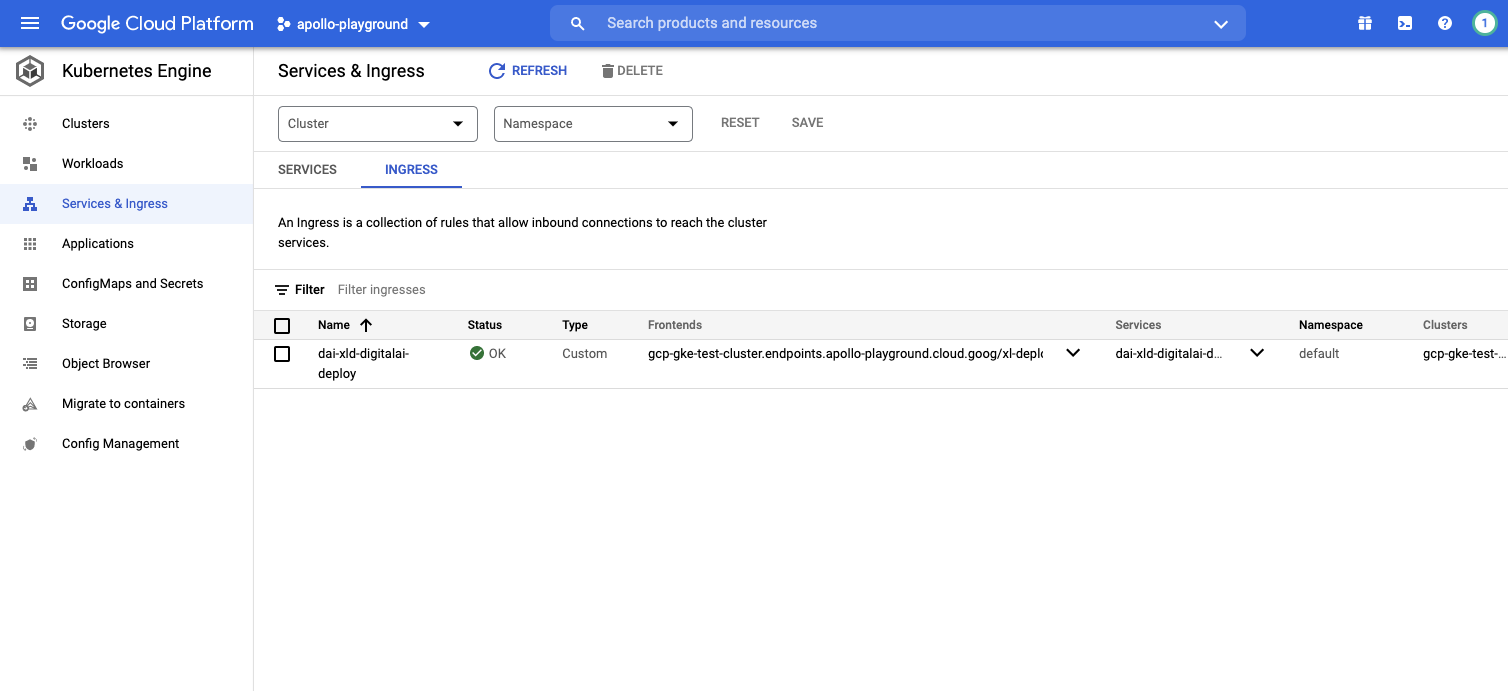 Google Cloud Platform apollo-playground Search products and resources 1
Kubernetes Engine
Services & Ingress REFRESH DELETE
Clusters
Workloads
Services & Ingress
Applications
ConfigMaps and Secrets
Storage
Object Browser
Migrate to containers
Config Management
Cluster Namespace RESET SAVE
SERVICES INGRESS
An Ingress is a collection of rules that allow inbound connections to reach the cluster
services.
Filter Filter ingresses
Name Status Type Frontends Services Namespace Clusters
dai-xld-digitalai- OK Custom gcp-gke-test-cluster.endpoints.apollo-playground.cloud.goog/xl-deplo dai-xld-digitalai-d... default gcp-gke-test-...
deploy